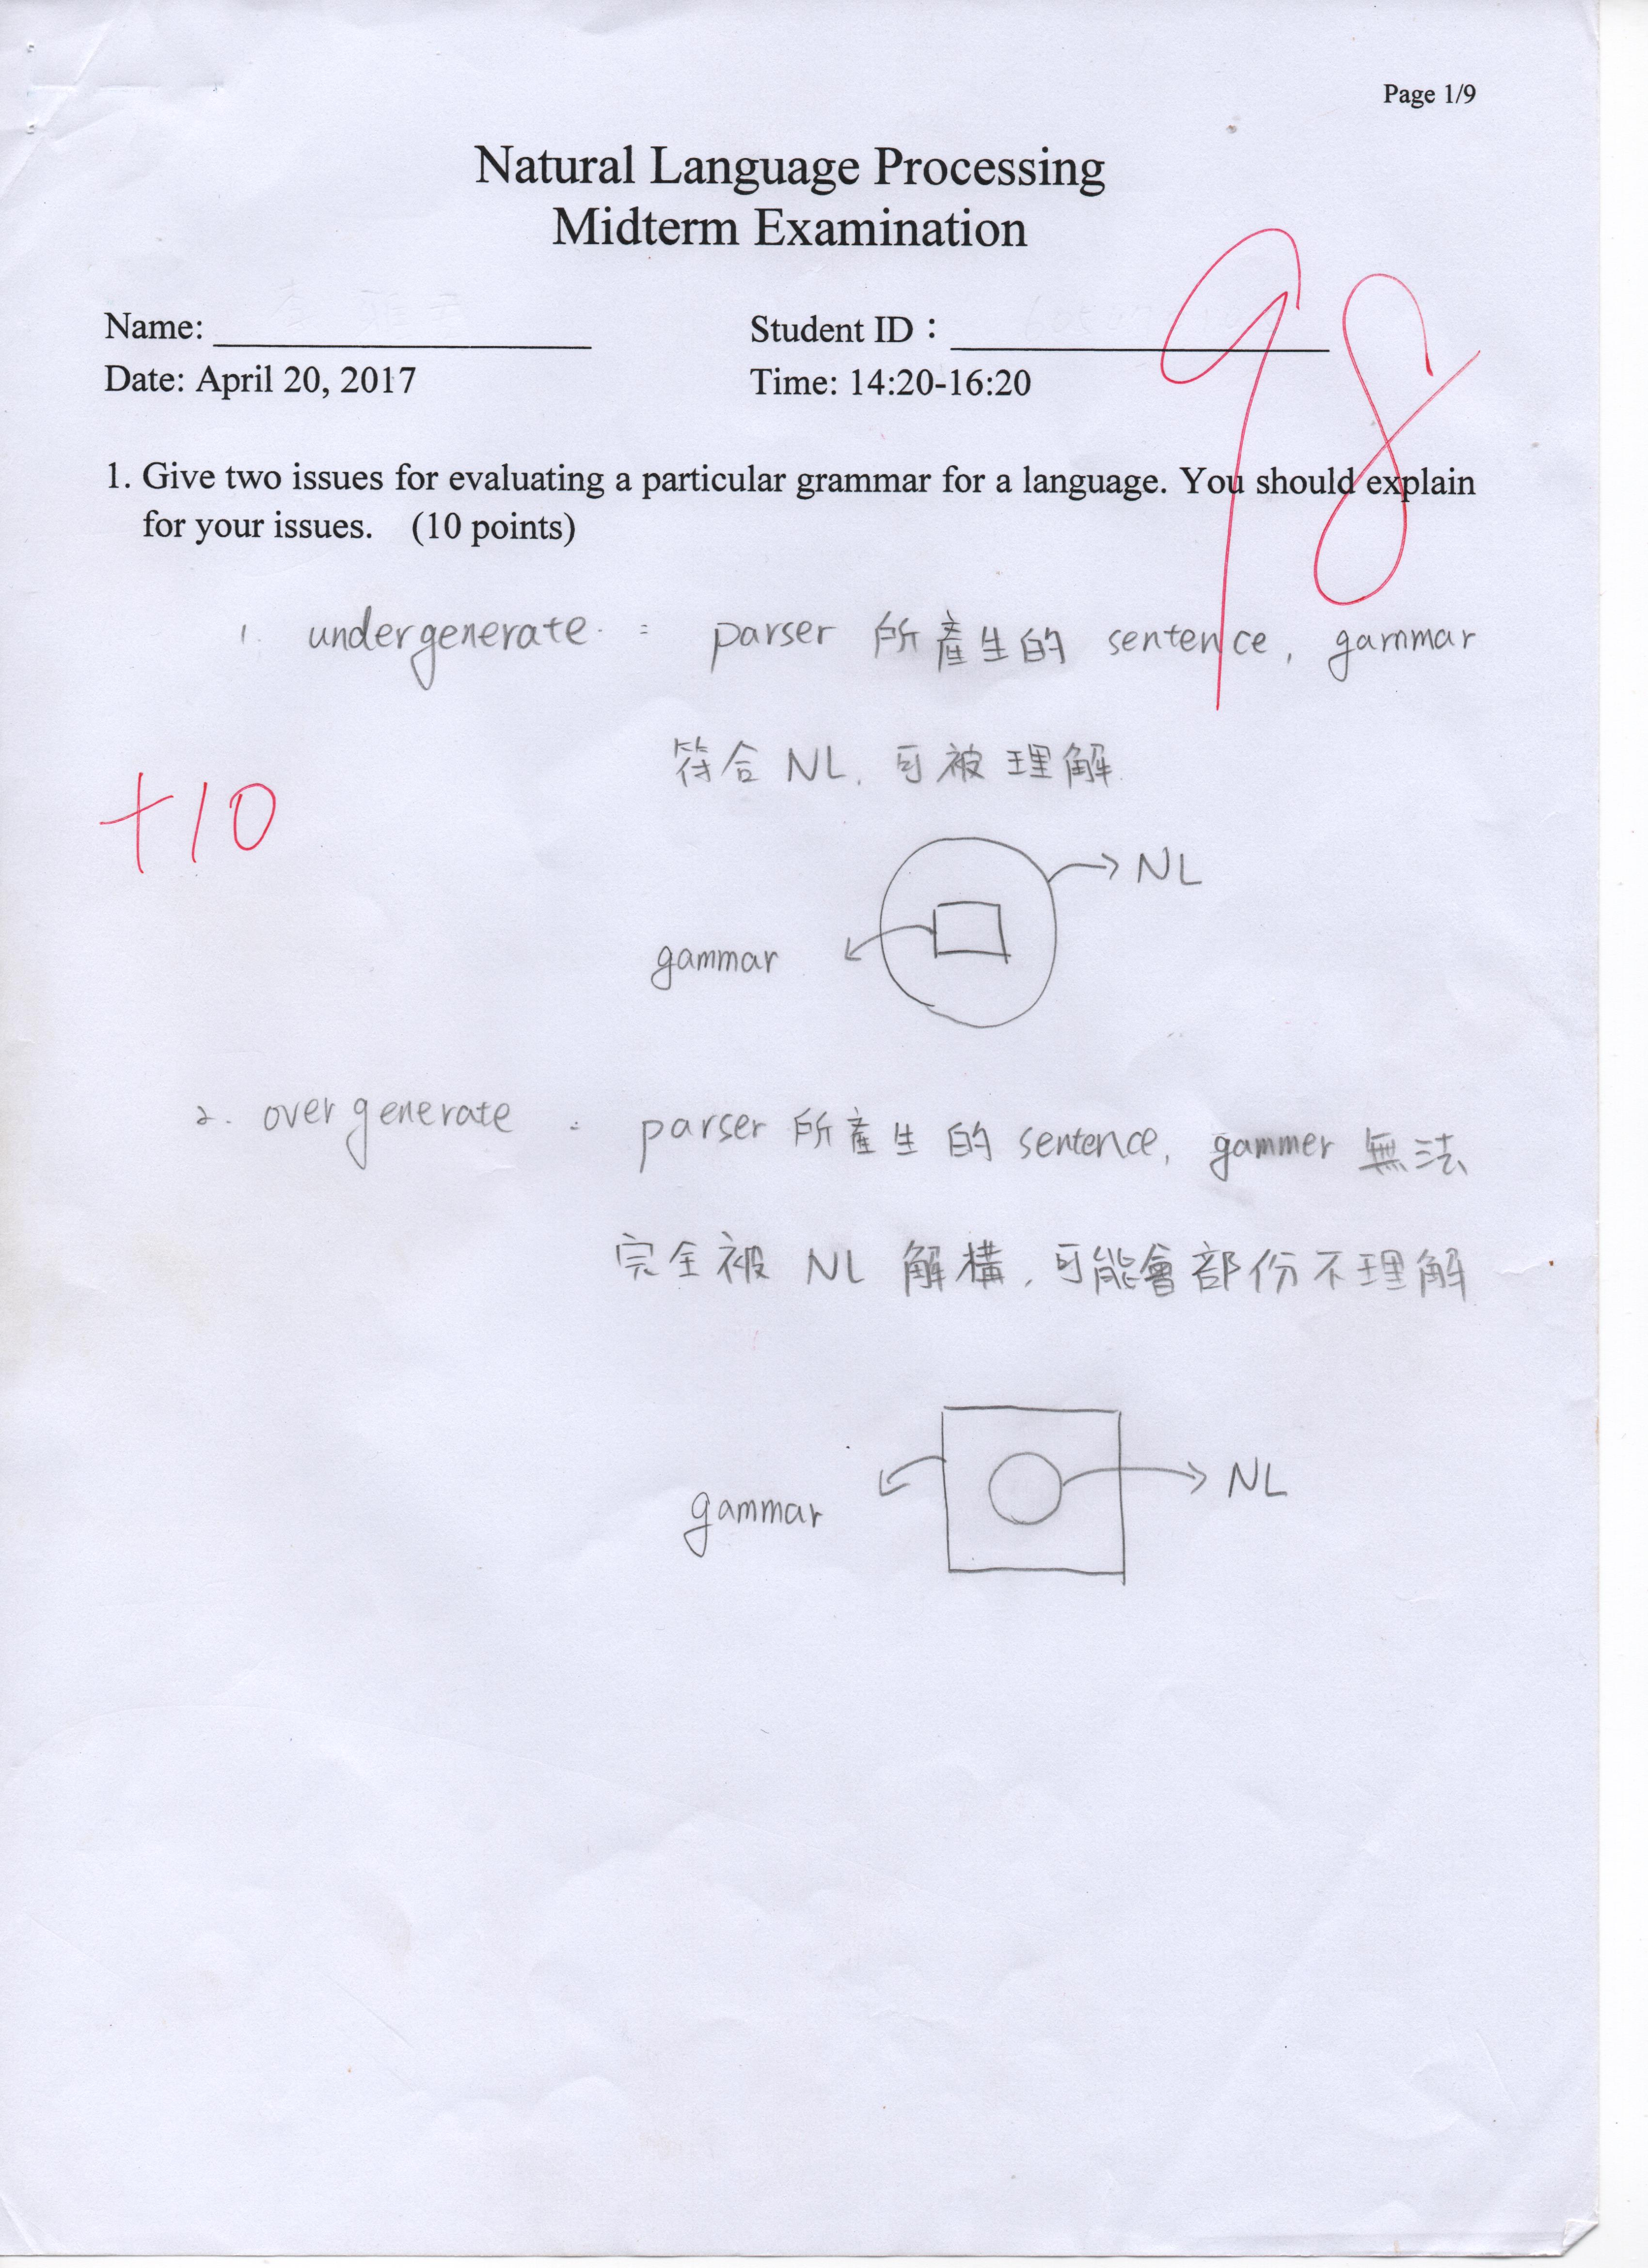 Page 1/9
Natural Language Processing
Midterm Examination
Name: Student ID：
Date: April 20, 2017 Time: 14:20-16:20
98
1. Give two issues for evaluating a particular grammar for a language. You should explain
for your issues. (10 points)
1. undergenerate : parser 所產生的 sentence, gammar
符合 NL, 可被理解
+10
NL
gammar
2. over generate : parser 所產生的 sentence, gammer 無法
完全被 NL 解構, 可能會部份不理解
NL
gammar